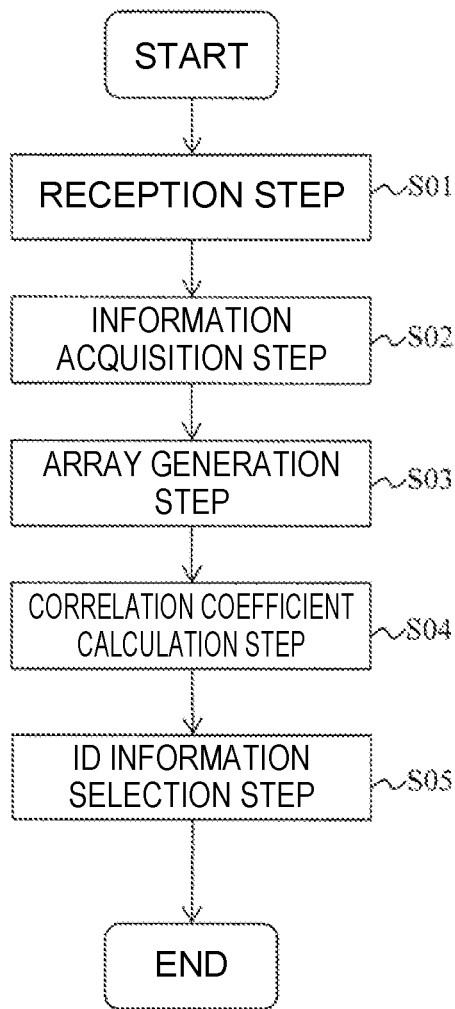 START
RECEPTION STEP
S01
INFORMATION
ACQUISITION STEP
S02
ARRAY GENERATION
STEP
S03
CORRELATION COEFFICIENT
CALCULATION STEP
S04
ID INFORMATION
SELECTION STEP
S05
END